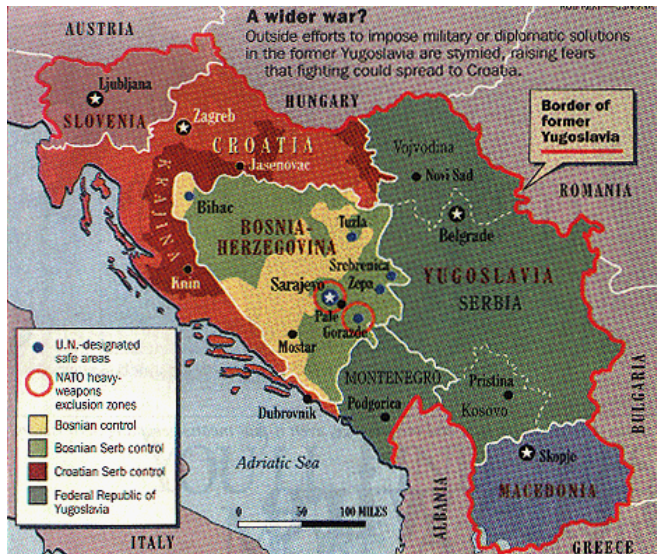 A wider war?
Outside efforts to impose military or diplomatic solutions
in the former Yugoslavia are stymied, raising fears
that fighting could spread to Croatia.
AUSTRIA
HUNGARY
Ljubljana
SLOVENIA
Zagreb
CROATIA
Jasenovac
KRAJINA
Border of
former
Yugoslavia
ROMANIA
Vojvodina
Novi Sad
Belgrade
Bihac
BOSNIA-
HERZEGOVINA
Tuzla
Srebrenica
Zepa
YUGOSLAVIA
SERBIA
Knin
Sarajevo
Pale
Gorazde
Mostar
MONTENEGRO
Pristina
Kosovo
Podgorica
Dubrovnik
BULGARIA
Skopje
MACEDONIA
ALBANIA
GREECE
Adriatic Sea
ITALY
U.N.-designated
safe areas
NATO heavy-
weapons
exclusion zones
Bosnian control
Bosnian Serb control
Croatian Serb control
Federal Republic of
Yugoslavia
0 50 100 MILES